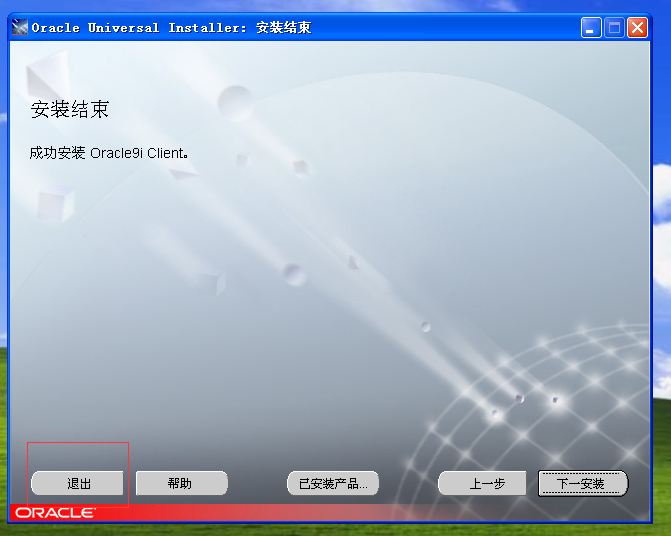 Oracle Universal Installer: 安装结束
安装结束
成功安装 Oracle9i Client。
退出
帮助
已安装产品...
上一步
下一安装
ORACLE